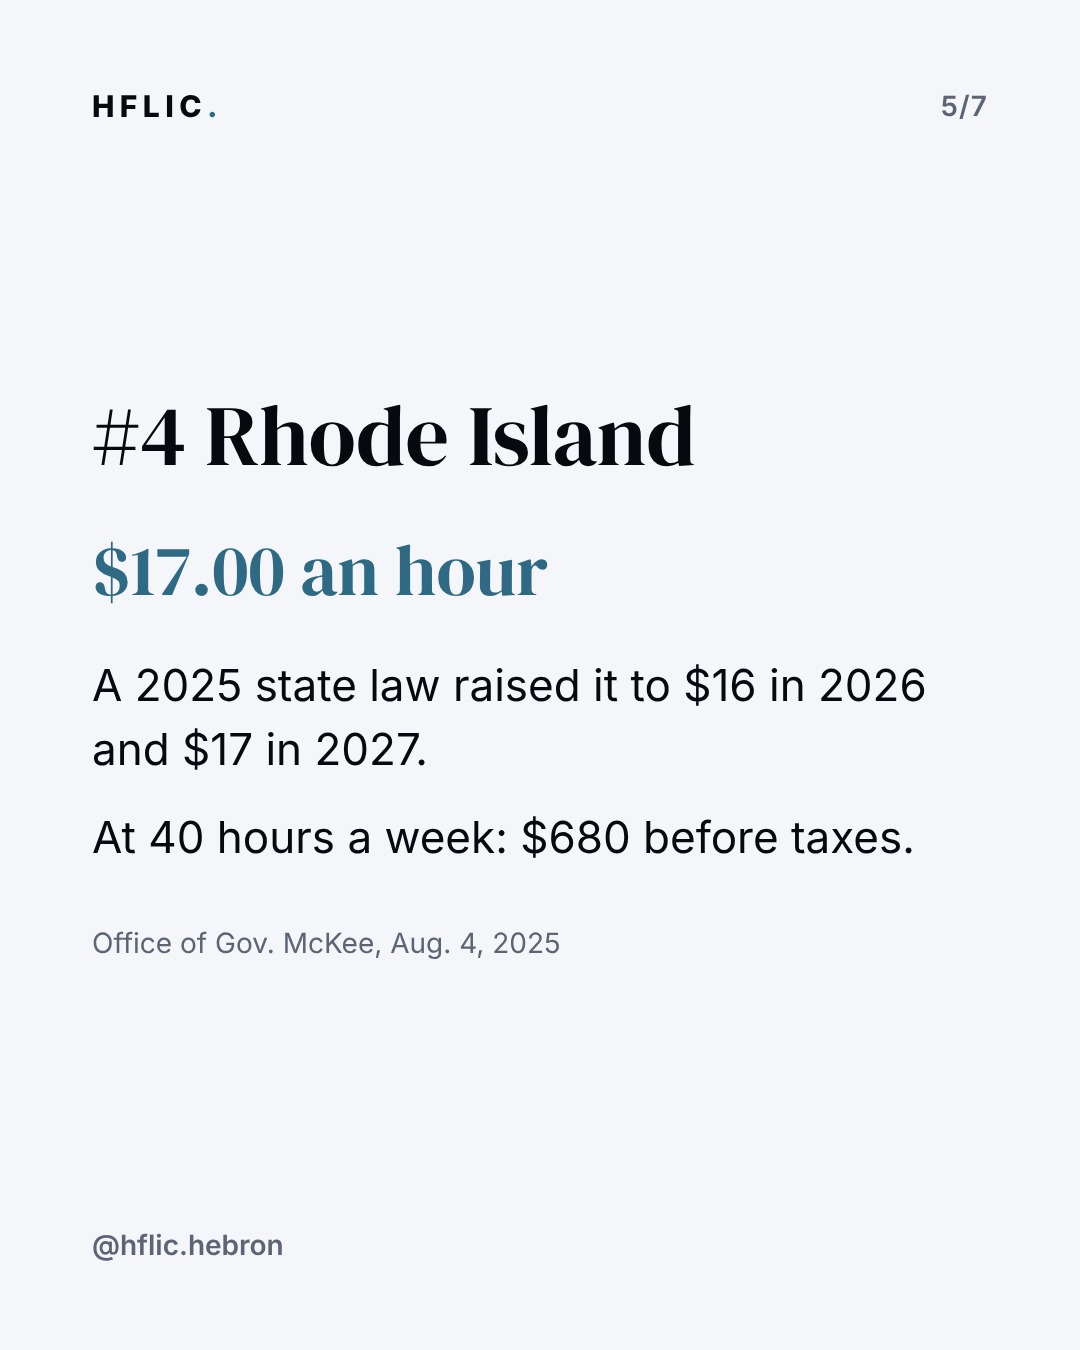 HFLIC.
5/7
#4 Rhode Island
$17.00 an hour
A 2025 state law raised it to $16 in 2026
and $17 in 2027.
At 40 hours a week: $680 before taxes.
Office of Gov. McKee, Aug. 4, 2025
@hflic.hebron